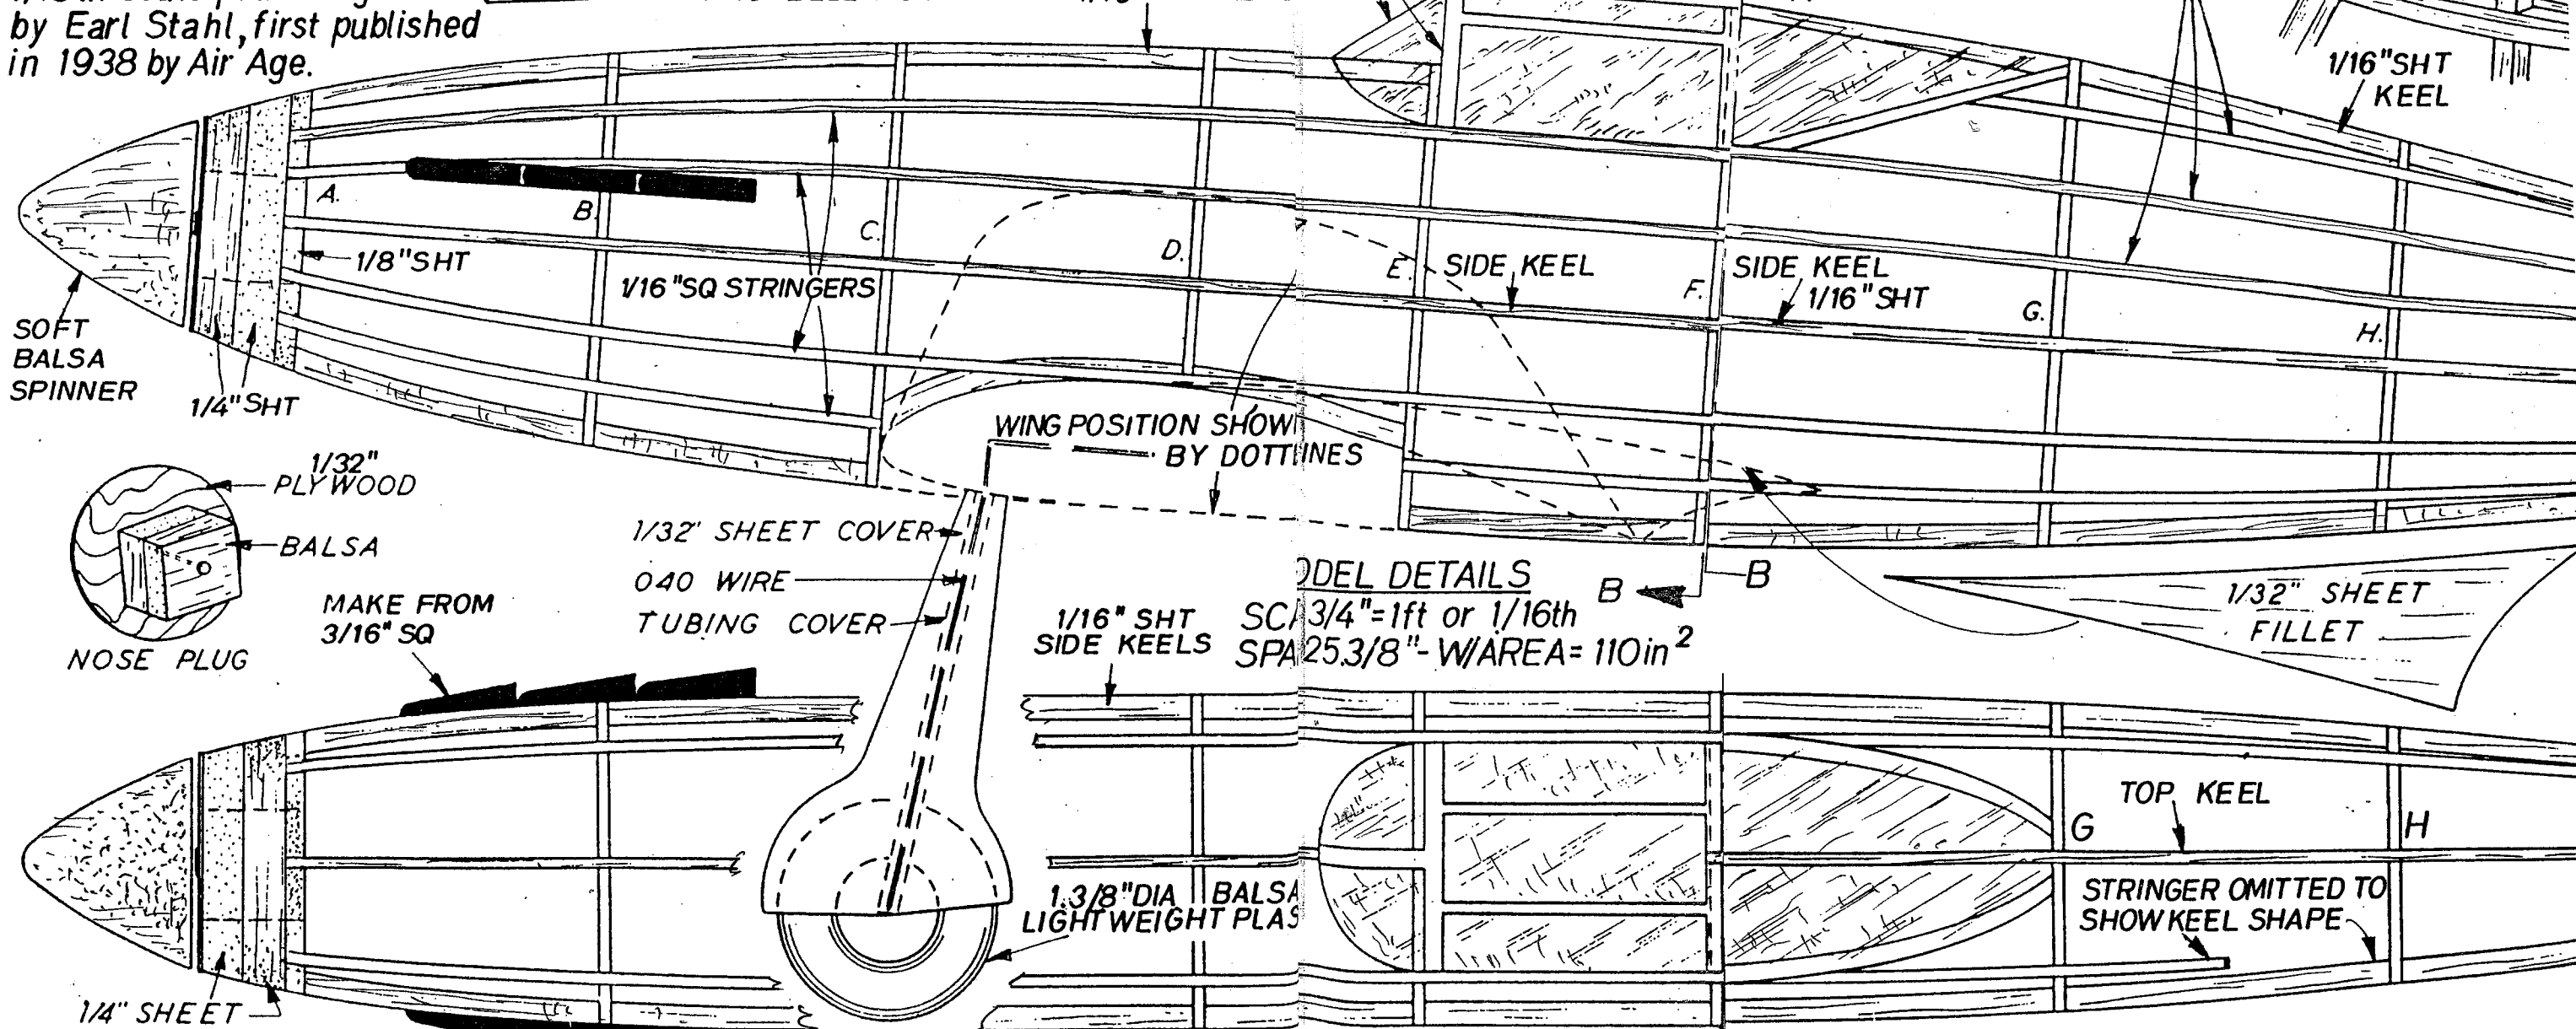 by Earl Stahl, first published
in 1938 by Air Age.
1/16"SHT
KEEL
A.
B.
C.
D.
E.
F.
G.
H.
1/8"SHT
1/16"SQ STRINGERS
SIDE KEEL
SIDE KEEL
1/16"SHT
SOFT
BALSA
SPINNER
1/4"SHT
WING POSITION SHOW
BY DOTT INES
1/32"
PLYWOOD
BALSA
NOSE PLUG
MAKE FROM
3/16"SQ
1/32" SHEET COVER
040 WIRE
TUBING COVER
1/16" SHT
SIDE KEELS
ODEL DETAILS
SCA 3/4"=1ft or 1/16th
SPA 25.3/8"- W/AREA= 110in²
B
B
1/32" SHEET
FILLET
TOP KEEL
G
H
1.3/8"DIA BALSA
LIGHTWEIGHT PLAS
STRINGER OMITTED TO
SHOW KEEL SHAPE
1/4" SHEET